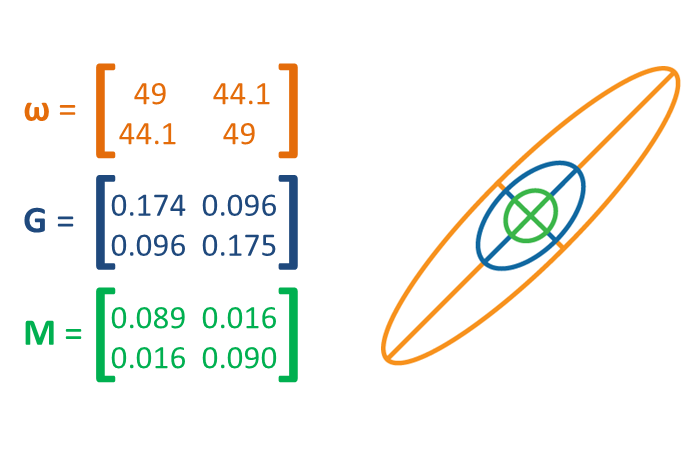 ω = [ 49 44.1
44.1 49 ]
G = [ 0.174 0.096
0.096 0.175 ]
M = [ 0.089 0.016
0.016 0.090 ]